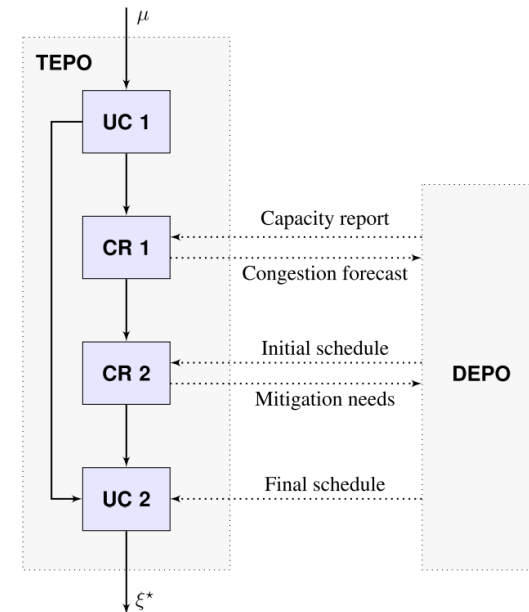 μ
TEPO
UC 1
Capacity report
CR 1
Congestion forecast
Initial schedule
CR 2
DEPO
Mitigation needs
Final schedule
UC 2
ξ⋆